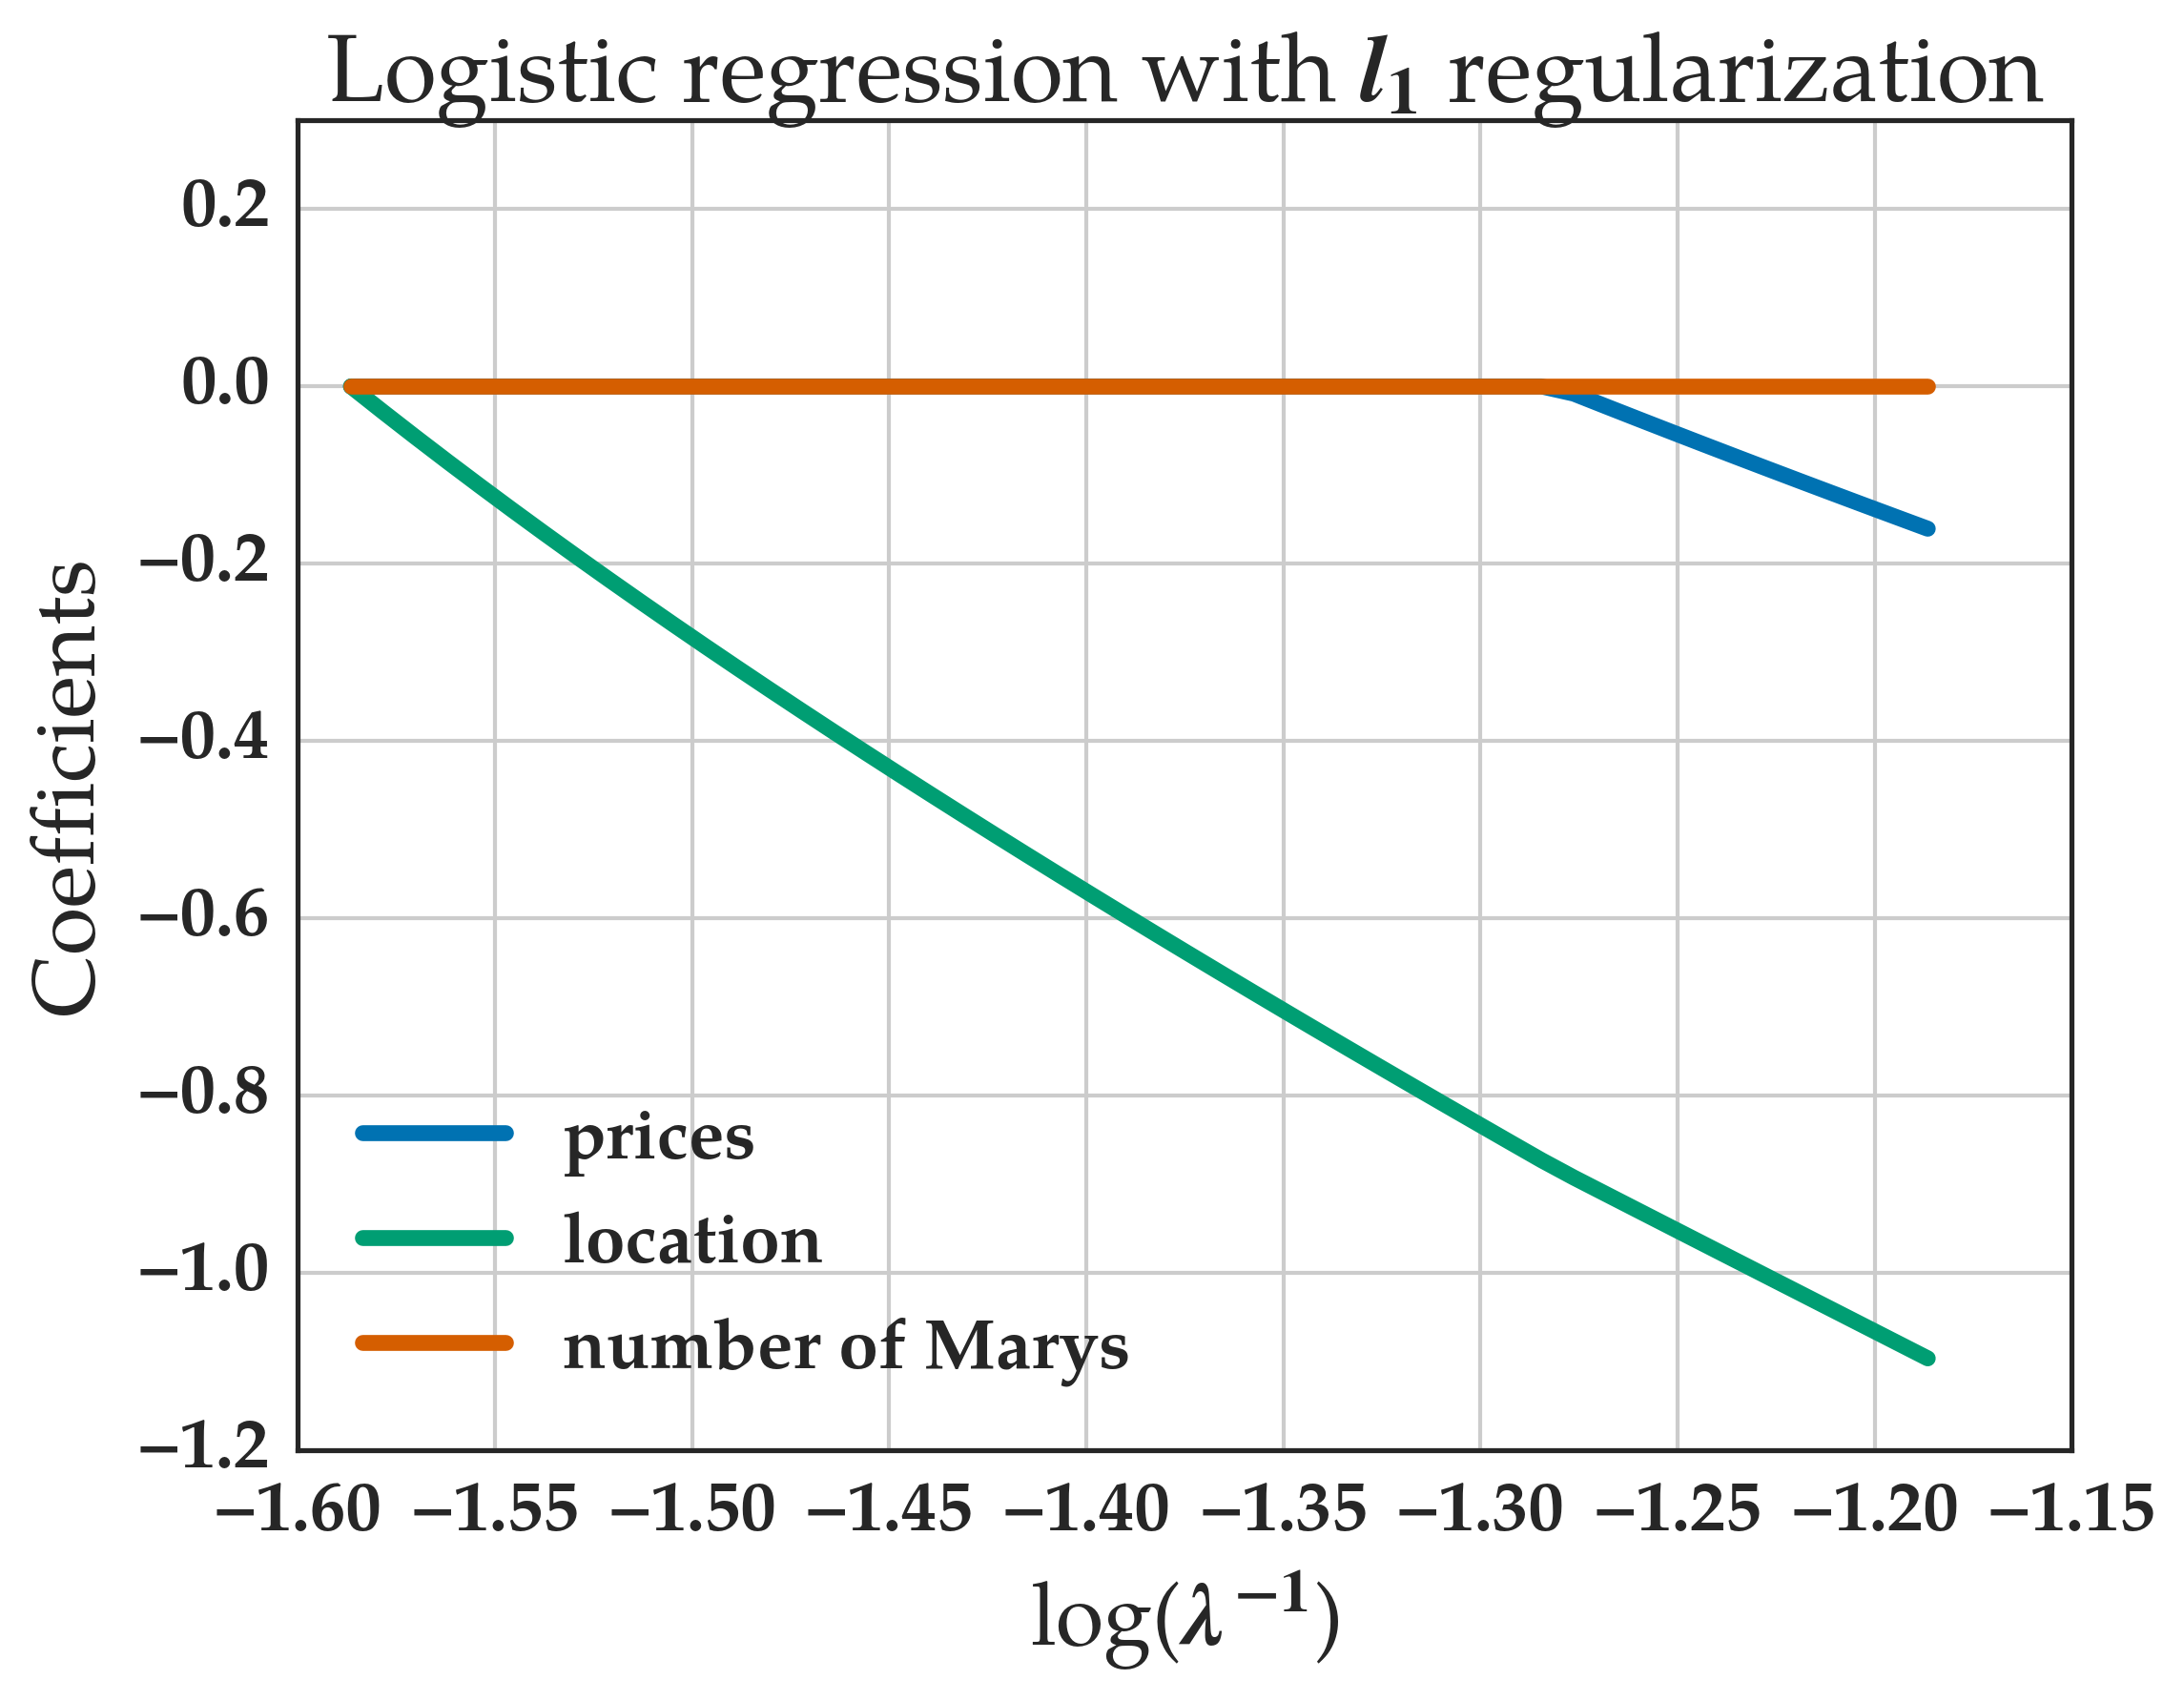 Logistic regression with l₁ regularization
0.2
0.0
−0.2
−0.4
−0.6
−0.8
−1.0
−1.2
Coefficients
prices
location
number of Marys
−1.60 −1.55 −1.50 −1.45 −1.40 −1.35 −1.30 −1.25 −1.20 −1.15
log(λ⁻¹)